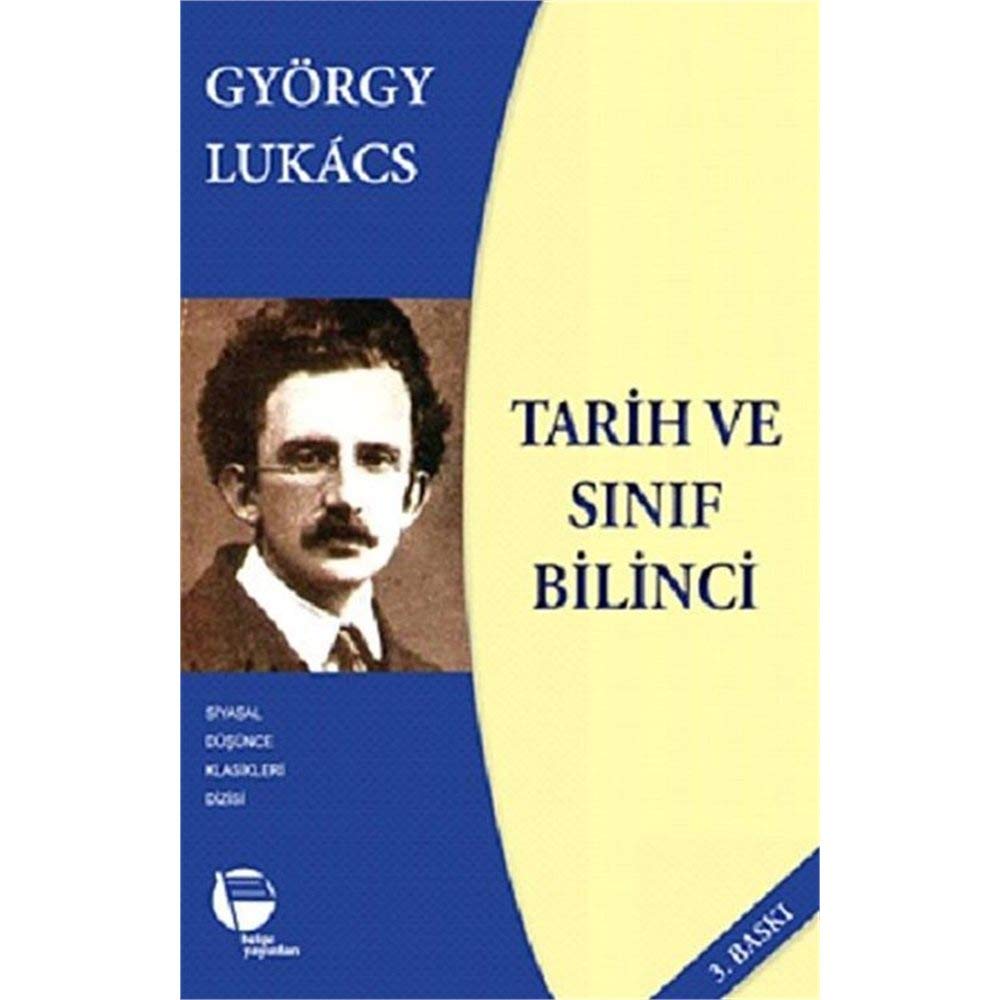 GYÖRGY
LUKÁCS
TARİH VE
SINIF
BİLİNCİ
SİYASAL
DÜŞÜNCE
KLASİKLERİ
DİZİSİ
belge
yayınları
3. BASKI